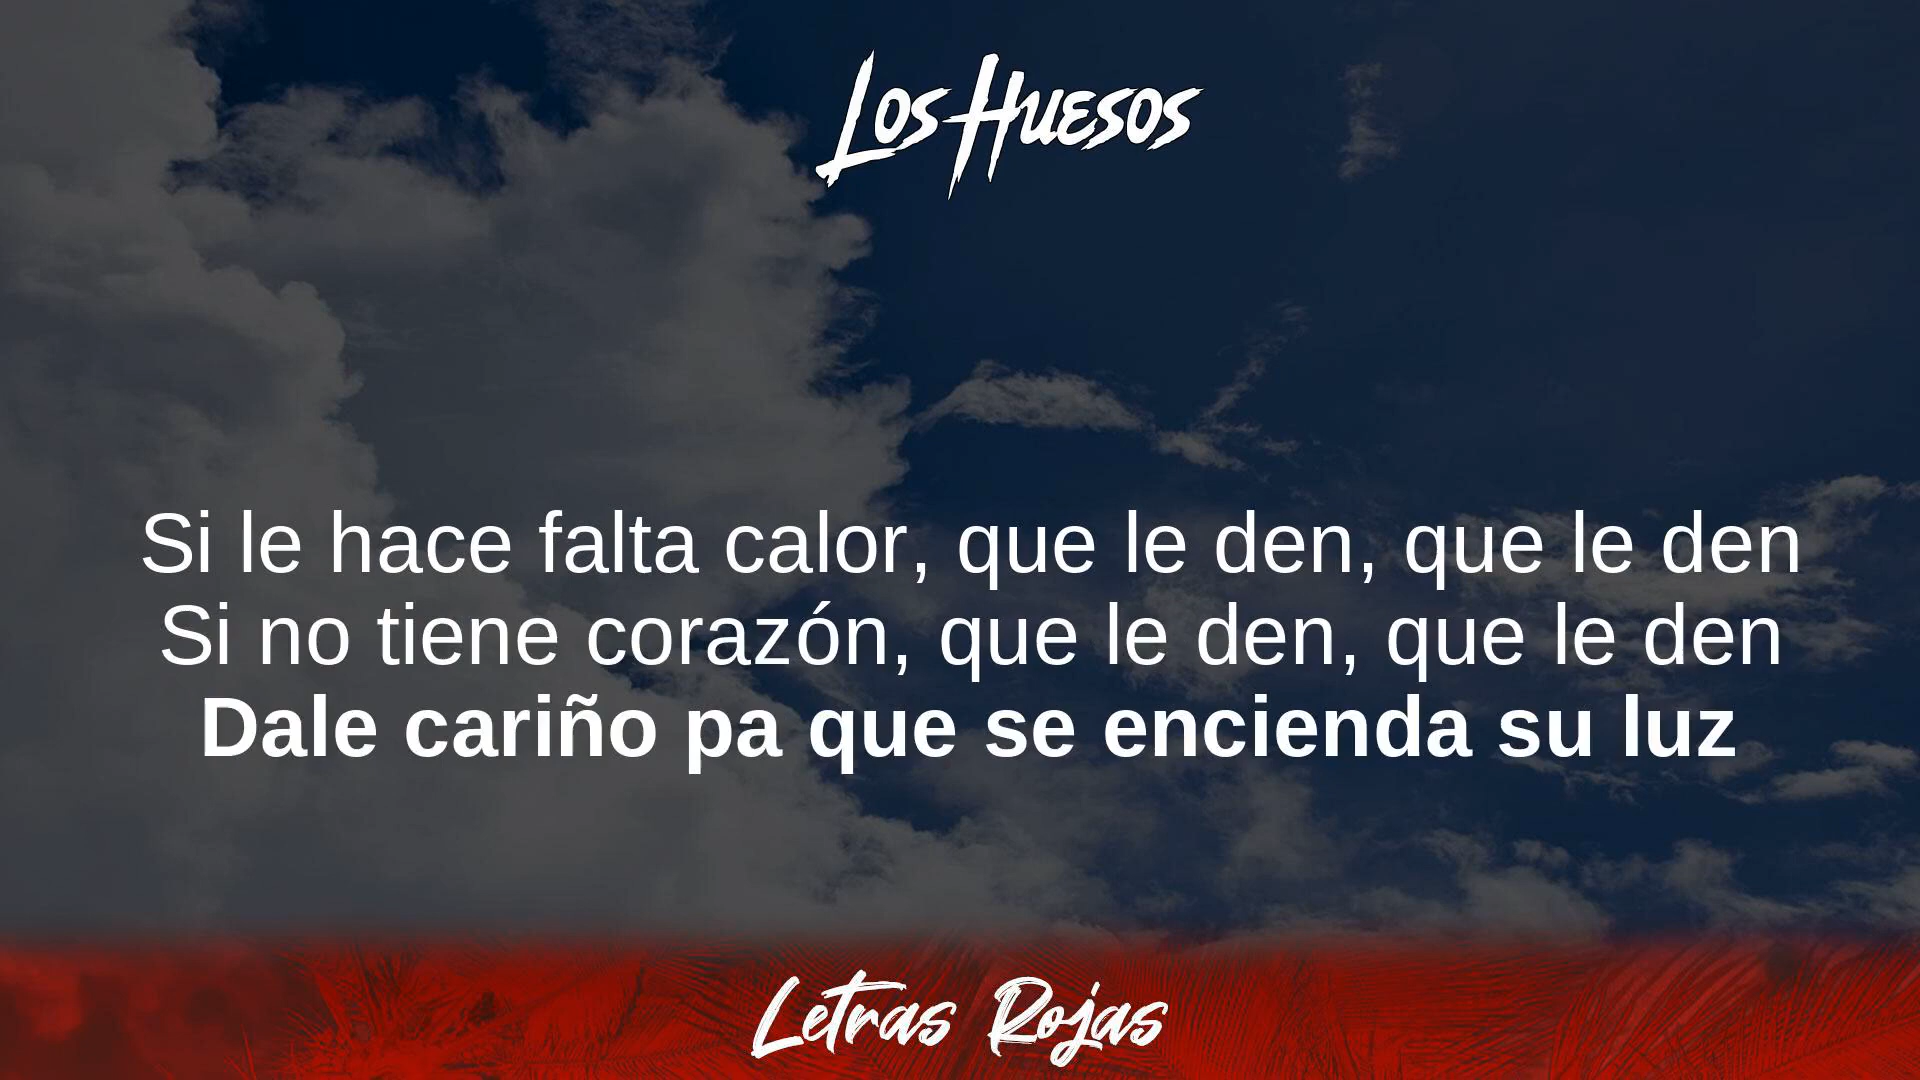 Los Huesos
Si le hace falta calor, que le den, que le den
Si no tiene corazón, que le den, que le den
Dale cariño pa que se encienda su luz
Letras Rojas